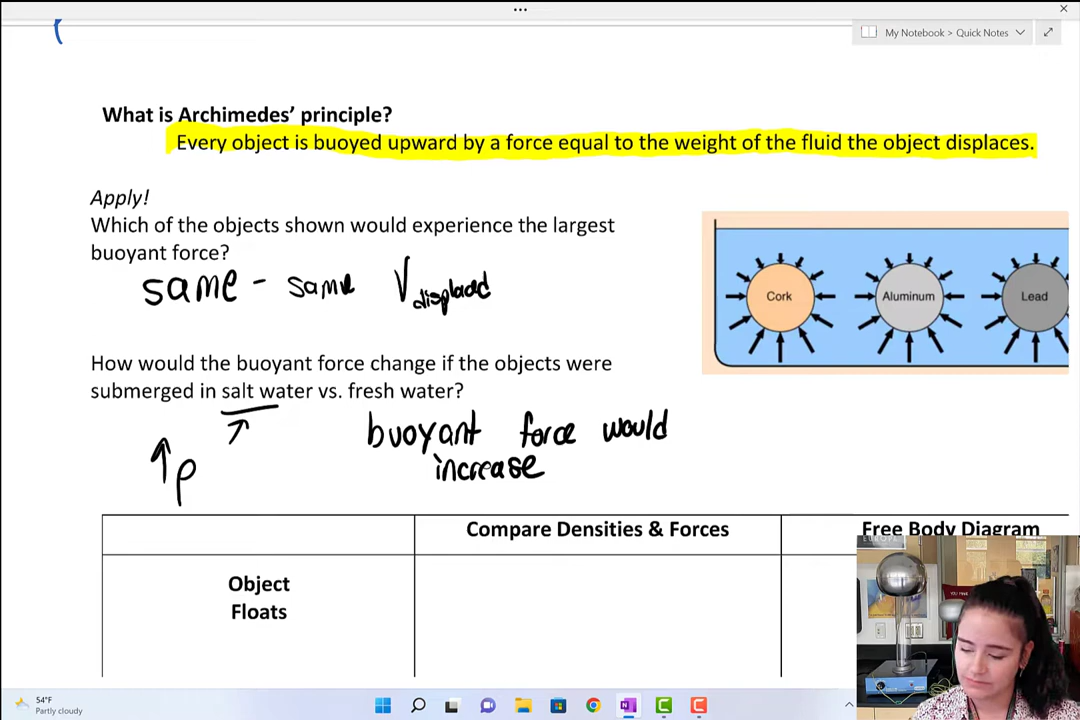 ...
My Notebook > Quick Notes
What is Archimedes' principle?
Every object is buoyed upward by a force equal to the weight of the fluid the object displaces.
Apply!
Which of the objects shown would experience the largest
buoyant force?
same - same Vdisplaced
Cork Aluminum Lead
How would the buoyant force change if the objects were
submerged in salt water vs. fresh water?
↑ρ
buoyant force would
increase
Compare Densities & Forces Free Body Diagram
Object
Floats
54°F
Partly cloudy